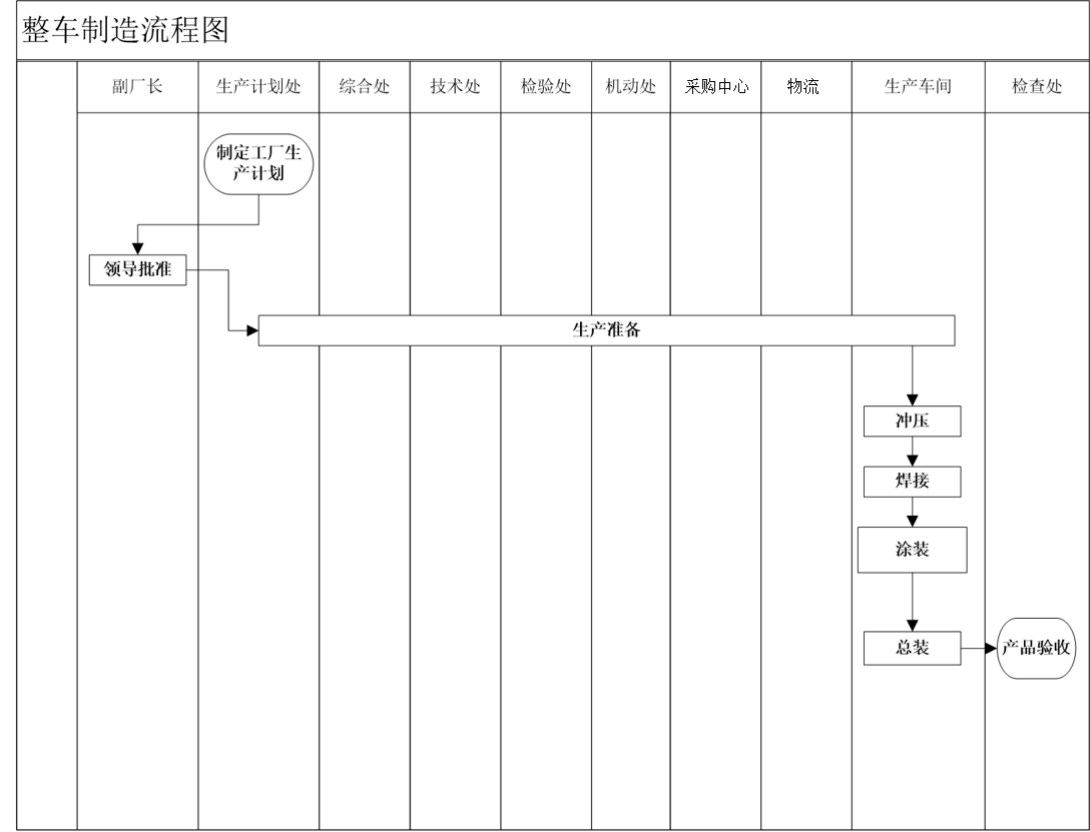 整车制造流程图
副厂长
生产计划处
综合处
技术处
检验处
机动处
采购中心
物流
生产车间
检查处
制定工厂生
产计划
领导批准
生产准备
冲压
焊接
涂装
总装
产品验收